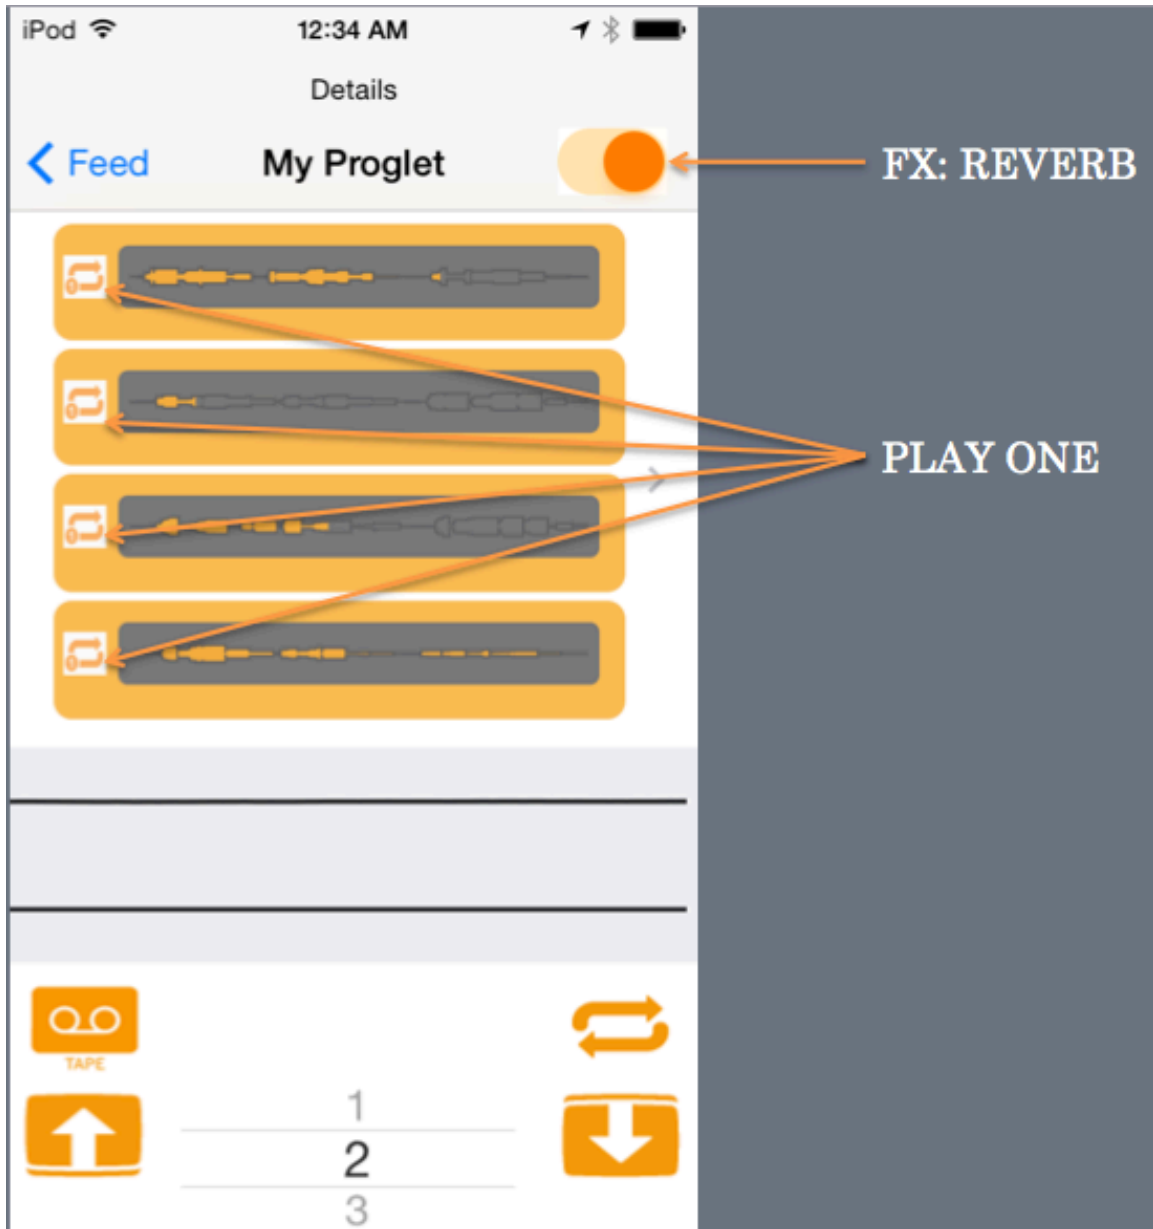 iPod 12:34 AM
Details
Feed My Proglet
FX: REVERB
PLAY ONE
TAPE
1
2
3